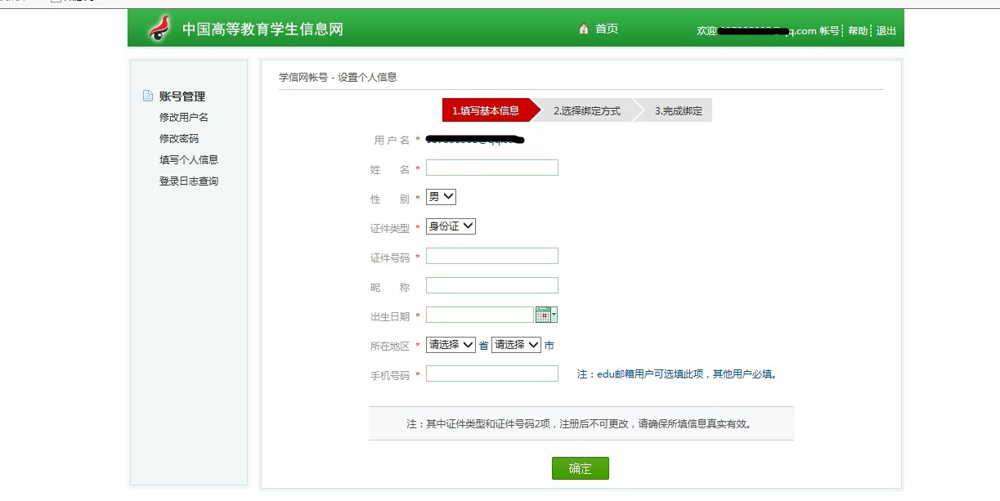 中国高等教育学生信息网
首页
欢迎 q.com 帐号 帮助 退出
账号管理
修改用户名
修改密码
填写个人信息
登录日志查询
学信网帐号 - 设置个人信息
1.填写基本信息 2.选择绑定方式 3.完成绑定
用 户 名 *
姓 名 *
性 别 * 男
证件类型 * 身份证
证件号码 *
昵 称
出生日期 *
所在地区 * 请选择 省 请选择 市
手机号码 * 注：edu邮箱用户可选填此项，其他用户必填。
注：其中证件类型和证件号码2项，注册后不可更改，请确保所填信息真实有效。
确定